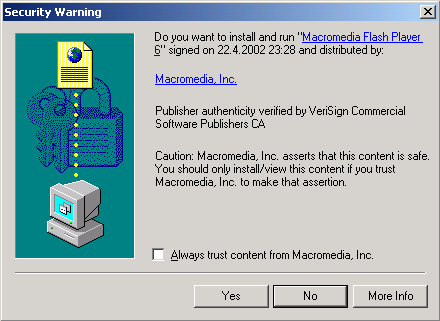 Security Warning
Do you want to install and run "Macromedia Flash Player
6" signed on 22.4.2002 23:28 and distributed by:
Macromedia, Inc.
Publisher authenticity verified by VeriSign Commercial
Software Publishers CA
Caution: Macromedia, Inc. asserts that this content is safe.
You should only install/view this content if you trust
Macromedia, Inc. to make that assertion.
Always trust content from Macromedia, Inc.
Yes No More Info